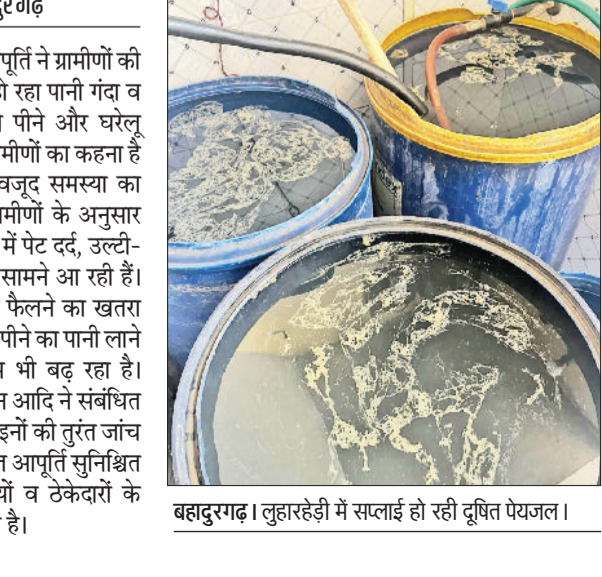 दुरगढ़
पूर्ति ने ग्रामीणों की
हो रहा पानी गंदा व
पीने और घरेलू
मीणों का कहना है
वजूद समस्या का
मीणों के अनुसार
में पेट दर्द, उल्टी-
सामने आ रही हैं।
फैलने का खतरा
पीने का पानी लाने
भी बढ़ रहा है।
न आदि ने संबंधित
इनों की तुरंत जांच
आपूर्ति सुनिश्चित
यों व ठेकेदारों के
है।
बहादुरगढ़। लुहारहेड़ी में सप्लाई हो रही दूषित पेयजल।